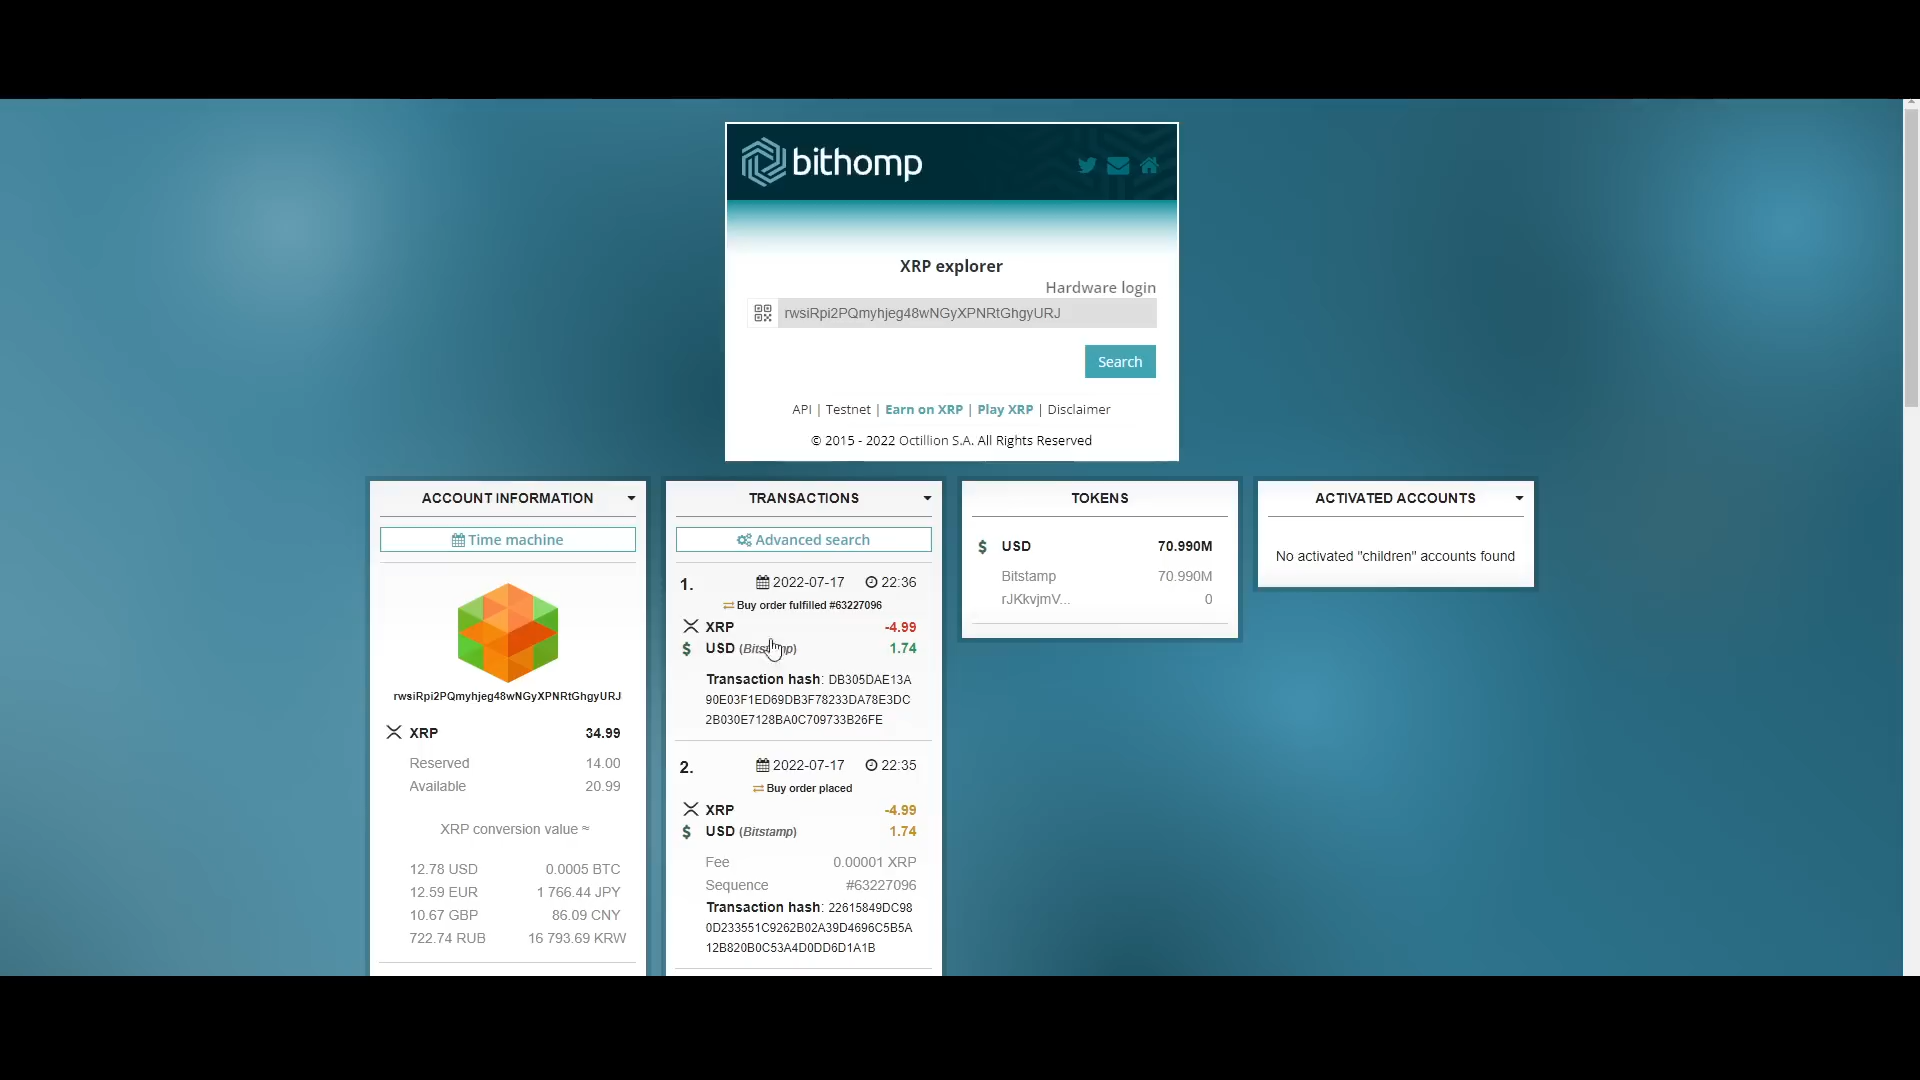 bithomp
XRP explorer
Hardware login
rwsiRpi2PQmyhjeg48wNGyXPNRtGhgyURJ
Search
API | Testnet | Earn on XRP | Play XRP | Disclaimer
© 2015 - 2022 Octillion S.A. All Rights Reserved
ACCOUNT INFORMATION
Time machine
rwsiRpi2PQmyhjeg48wNGyXPNRtGhgyURJ
XRP 34.99
Reserved 14.00
Available 20.99
XRP conversion value ≈
12.78 USD 0.0005 BTC
12.59 EUR 1 766.44 JPY
10.67 GBP 86.09 CNY
722.74 RUB 16 793.69 KRW
TRANSACTIONS
Advanced search
1. 2022-07-17 22:36
Buy order fulfilled #63227096
XRP -4.99
$ USD (Bitstamp) 1.74
Transaction hash: DB305DAE13A
90E03F1ED69DB3F78233DA78E3DC
2B030E7128BA0C709733B26FE
2. 2022-07-17 22:35
Buy order placed
XRP -4.99
$ USD (Bitstamp) 1.74
Fee 0.00001 XRP
Sequence #63227096
Transaction hash: 22615849DC98
0D233551C9262B02A39D4696C5B5A
12B820B0C53A4D0DD6D1A1B
TOKENS
$ USD 70.990M
Bitstamp 70.990M
rJKkvjmV... 0
ACTIVATED ACCOUNTS
No activated "children" accounts found